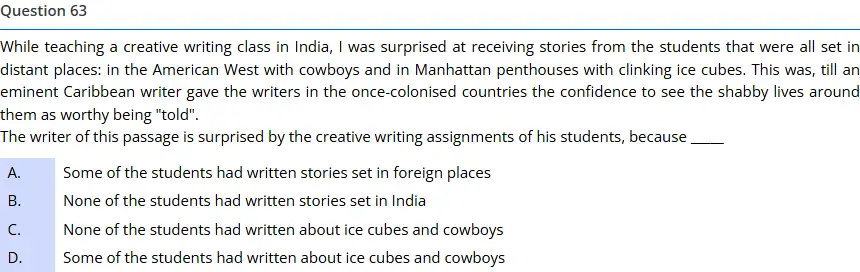 Question 63
While teaching a creative writing class in India, I was surprised at receiving stories from the students that were all set in
distant places: in the American West with cowboys and in Manhattan penthouses with clinking ice cubes. This was, till an
eminent Caribbean writer gave the writers in the once-colonised countries the confidence to see the shabby lives around
them as worthy being "told".
The writer of this passage is surprised by the creative writing assignments of his students, because _____
A. Some of the students had written stories set in foreign places
B. None of the students had written stories set in India
C. None of the students had written about ice cubes and cowboys
D. Some of the students had written about ice cubes and cowboys